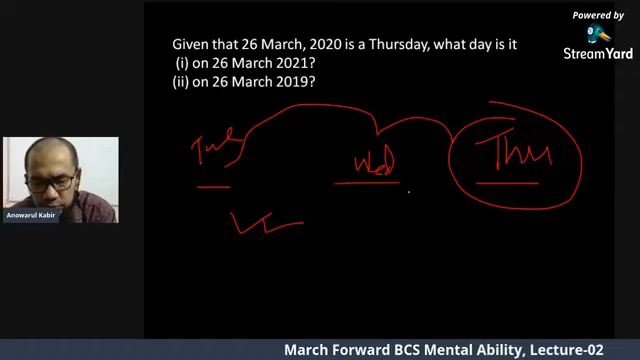 Powered by
StreamYard
Given that 26 March, 2020 is a Thursday, what day is it
(i) on 26 March 2021?
(ii) on 26 March 2019?
Tue
Wed
Thu
Anowarul Kabir
March Forward BCS Mental Ability, Lecture-02